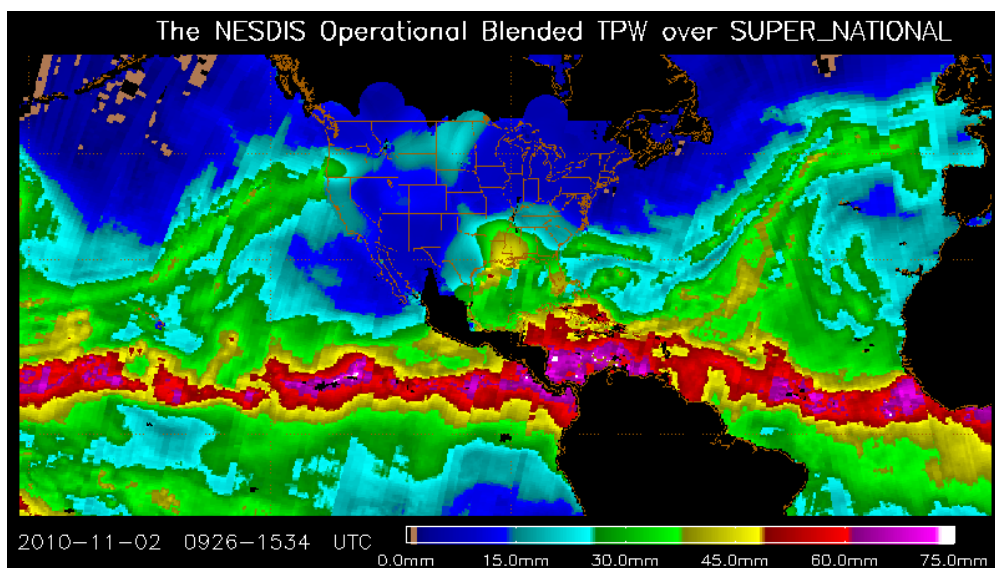 The NESDIS Operational Blended TPW over SUPER_NATIONAL
2010-11-02 0926-1534 UTC
0.0mm 15.0mm 30.0mm 45.0mm 60.0mm 75.0mm